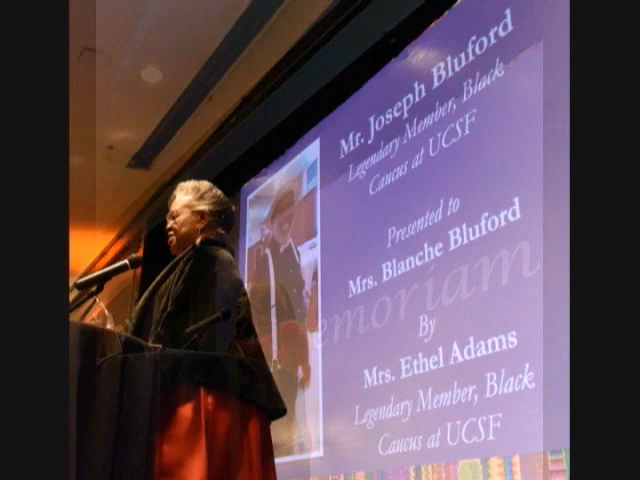 Mr. Joseph Bluford
Legendary Member, Black
Caucus at UCSF
Presented to
Mrs. Blanche Bluford
emoriam
By
Mrs. Ethel Adams
Legendary Member, Black
Caucus at UCSF